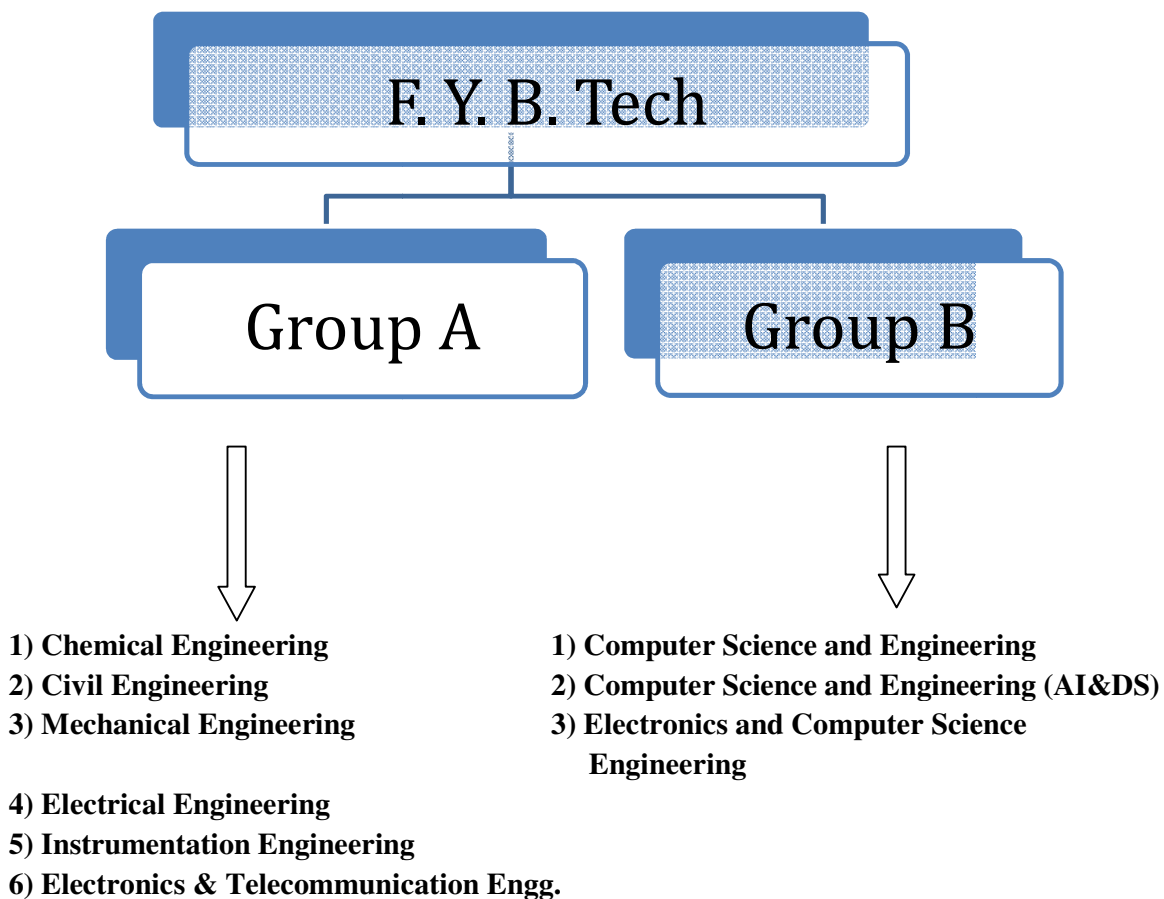 F. Y. B. Tech
Group A
Group B
1) Chemical Engineering
2) Civil Engineering
3) Mechanical Engineering
4) Electrical Engineering
5) Instrumentation Engineering
6) Electronics & Telecommunication Engg.
1) Computer Science and Engineering
2) Computer Science and Engineering (AI&DS)
3) Electronics and Computer Science
Engineering